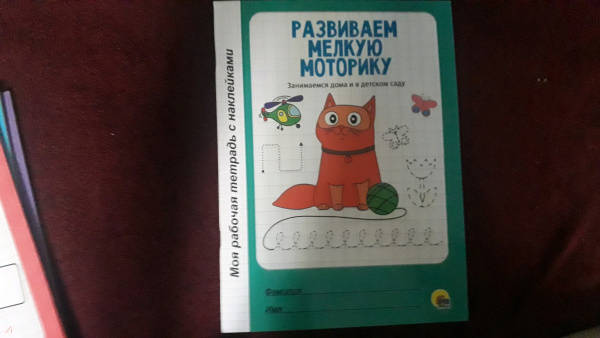 РАЗВИВАЕМ
МЕЛКУЮ
МОТОРИКУ
Занимаемся дома и в детском саду
Моя рабочая тетрадь с наклейками
Фамилия
Имя